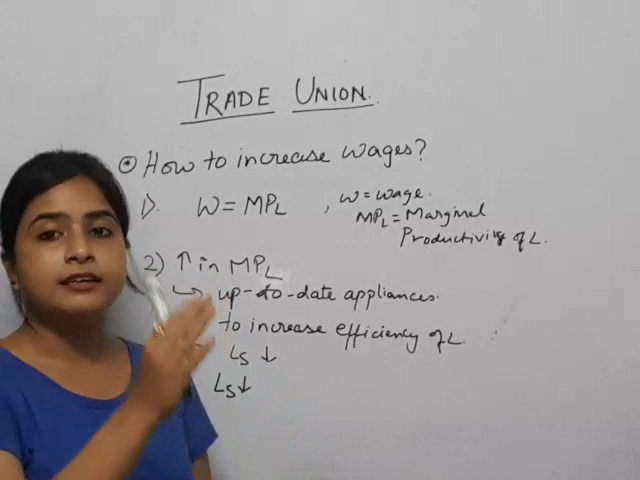 TRADE UNION.
⊙ How to increase wages?
1). W = MPL , W = wage.
MPL = Marginal
Productivity of L.
2) ↑ in MPL
↳ up-to-date appliances.
to increase efficiency of L
LS ↓
LS ↓